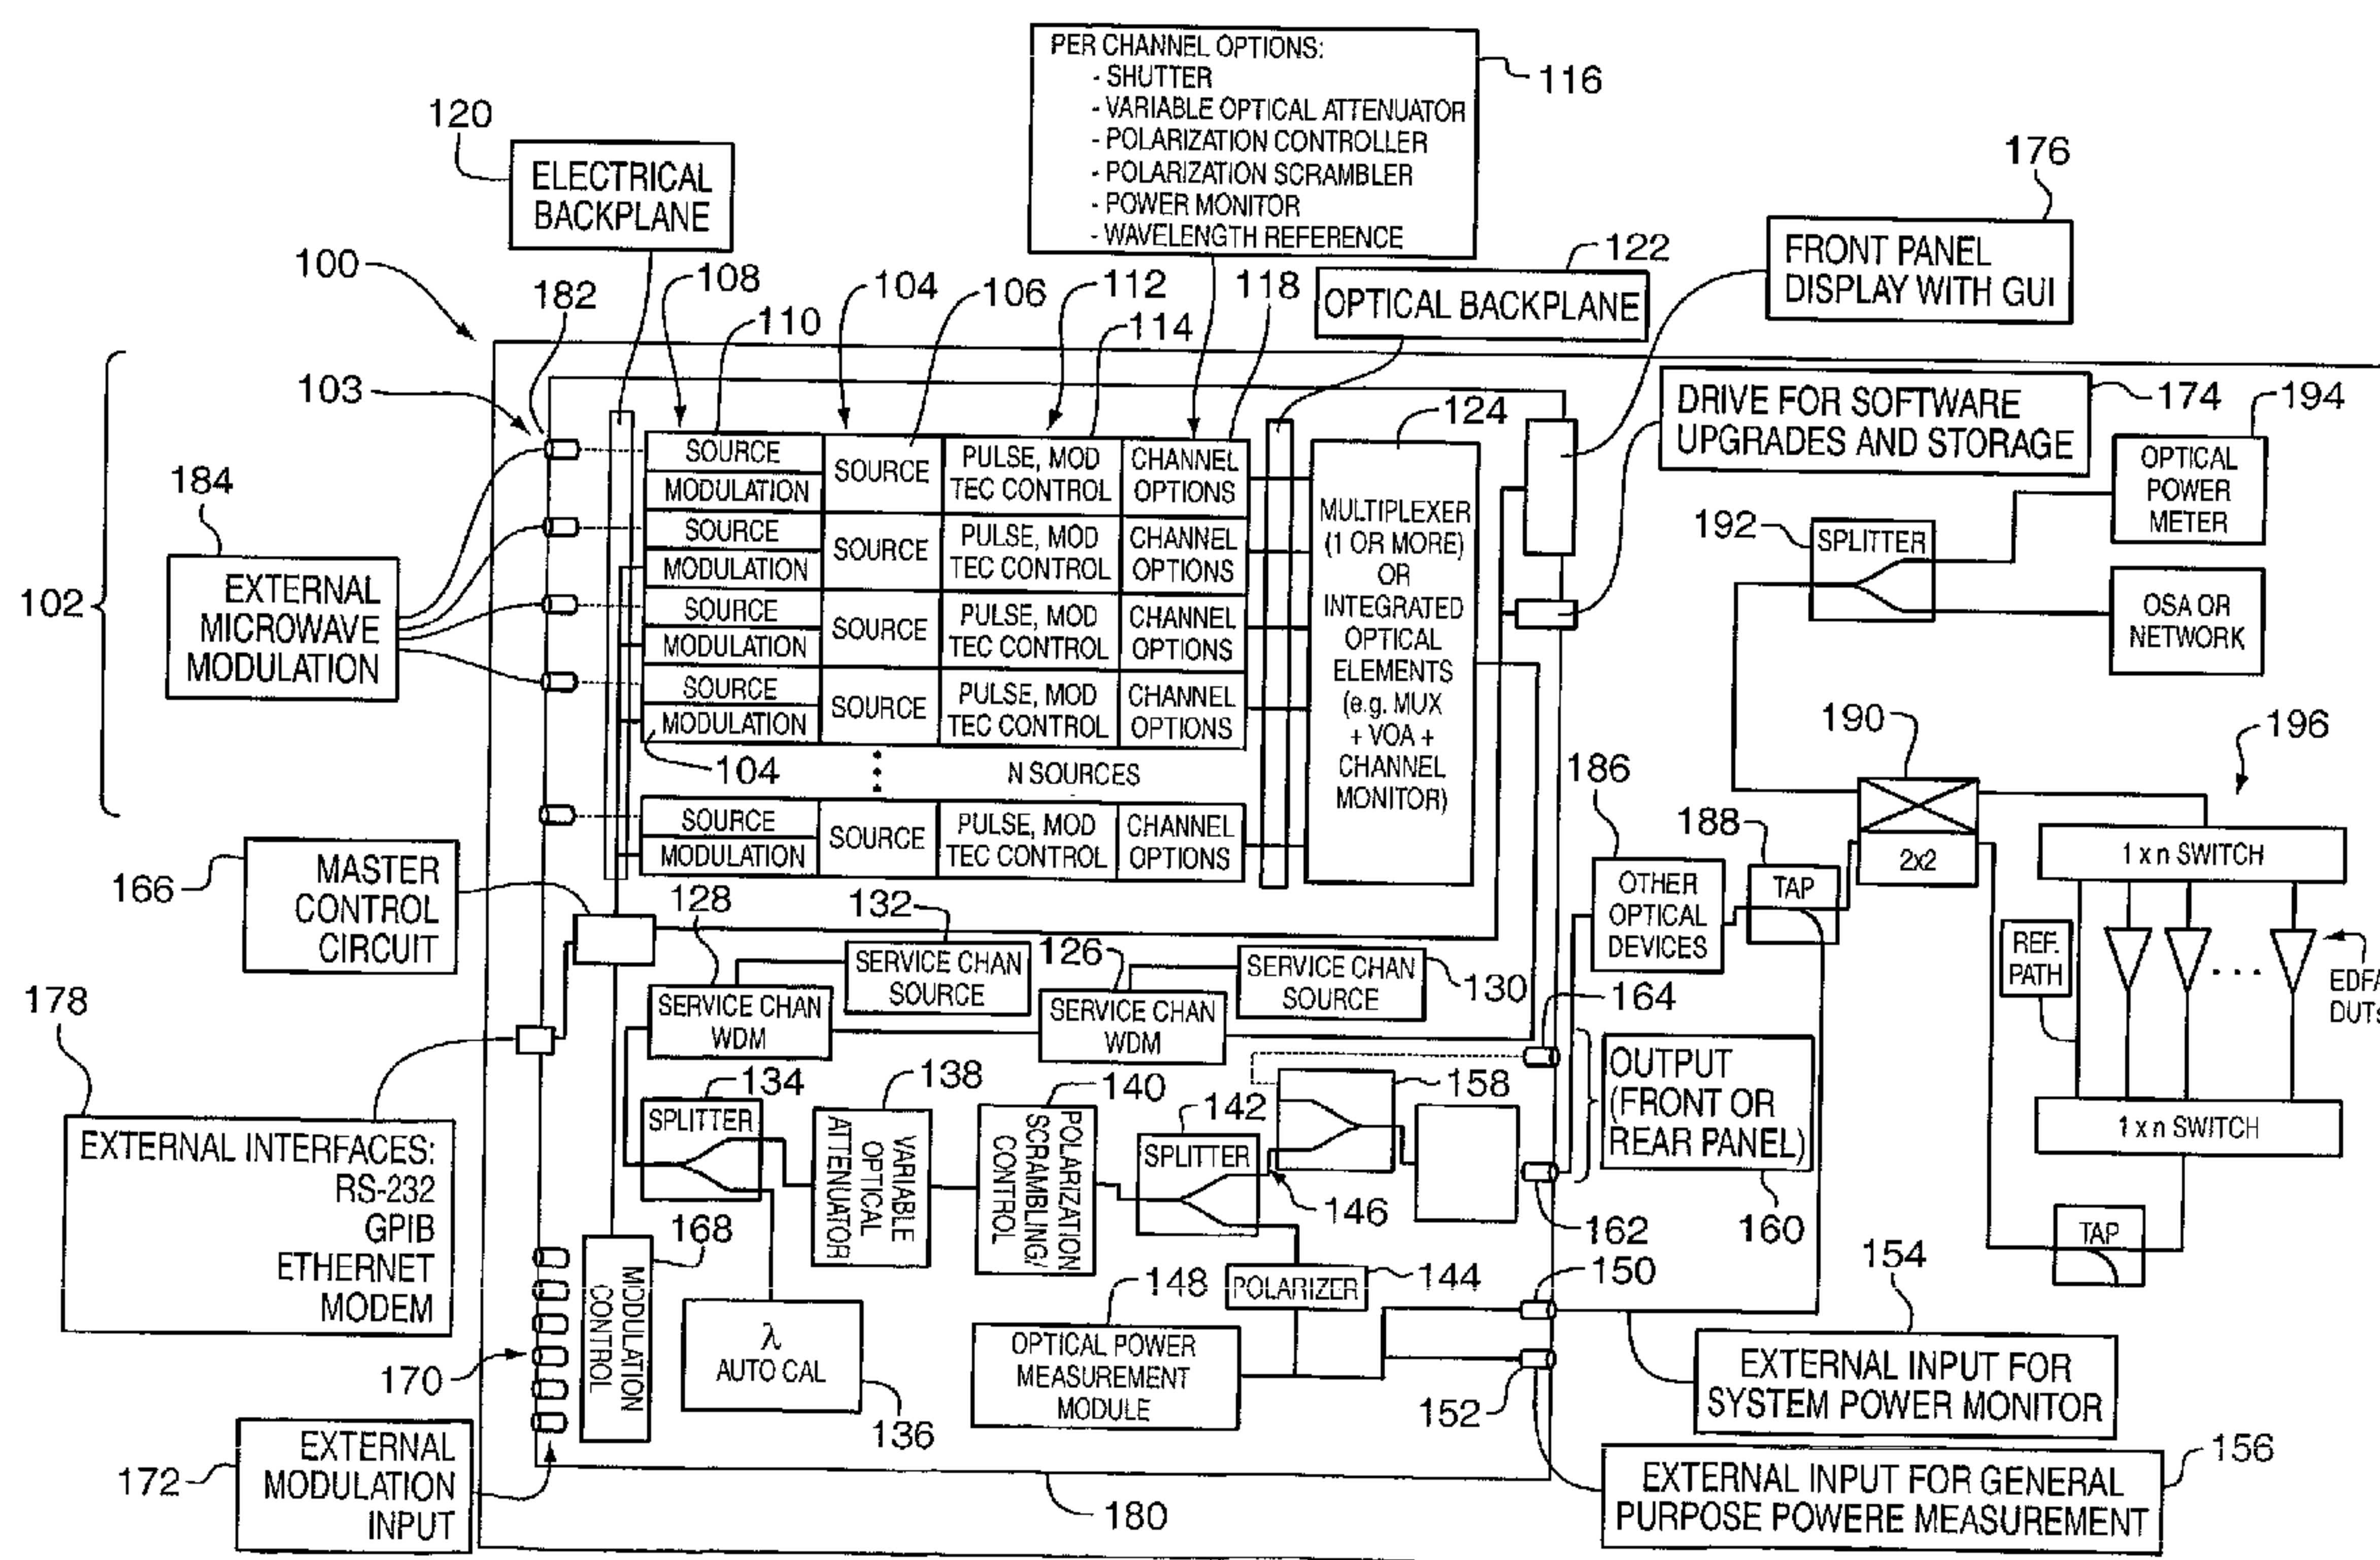 PER CHANNEL OPTIONS:
- SHUTTER
- VARIABLE OPTICAL ATTENUATOR
- POLARIZATION CONTROLLER
- POLARIZATION SCRAMBLER
- POWER MONITOR
- WAVELENGTH REFERENCE
116
120
ELECTRICAL
BACKPLANE
176
FRONT PANEL
DISPLAY WITH GUI
122
OPTICAL BACKPLANE
100
182
108
110
104
106
112
114
118
102
103
184
EXTERNAL
MICROWAVE
MODULATION
SOURCE
MODULATION
SOURCE
PULSE, MOD
TEC CONTROL
CHANNEL
OPTIONS
SOURCE
MODULATION
SOURCE
PULSE, MOD
TEC CONTROL
CHANNEL
OPTIONS
SOURCE
MODULATION
SOURCE
PULSE, MOD
TEC CONTROL
CHANNEL
OPTIONS
SOURCE
MODULATION
SOURCE
PULSE, MOD
TEC CONTROL
CHANNEL
OPTIONS
104
N SOURCES
SOURCE
MODULATION
SOURCE
PULSE, MOD
TEC CONTROL
CHANNEL
OPTIONS
124
MULTIPLEXER
(1 OR MORE)
OR
INTEGRATED
OPTICAL
ELEMENTS
(e.g. MUX
+ VOA +
CHANNEL
MONITOR)
DRIVE FOR SOFTWARE
UPGRADES AND STORAGE
174
194
OPTICAL
POWER
METER
192
SPLITTER
OSA OR
NETWORK
190
2x2
196
1 x n SWITCH
REF.
PATH
EDFA
DUTs
1 x n SWITCH
TAP
186
OTHER
OPTICAL
DEVICES
188
TAP
166
MASTER
CONTROL
CIRCUIT
128
SERVICE CHAN
WDM
132
SERVICE CHAN
SOURCE
126
SERVICE CHAN
WDM
SERVICE CHAN
SOURCE
130
164
178
EXTERNAL INTERFACES:
RS-232
GPIB
ETHERNET
MODEM
134
SPLITTER
138
VARIABLE
OPTICAL
ATTENUATOR
140
POLARIZATION
SCRAMBLING/
CONTROL
142
SPLITTER
158
146
OUTPUT
(FRONT OR
REAR PANEL)
160
162
168
MODULATION
CONTROL
λ
AUTO CAL
136
148
OPTICAL POWER
MEASUREMENT
MODULE
POLARIZER
144
150
152
154
EXTERNAL INPUT FOR
SYSTEM POWER MONITOR
156
EXTERNAL INPUT FOR GENERAL
PURPOSE POWERE MEASUREMENT
170
172
EXTERNAL
MODULATION
INPUT
180